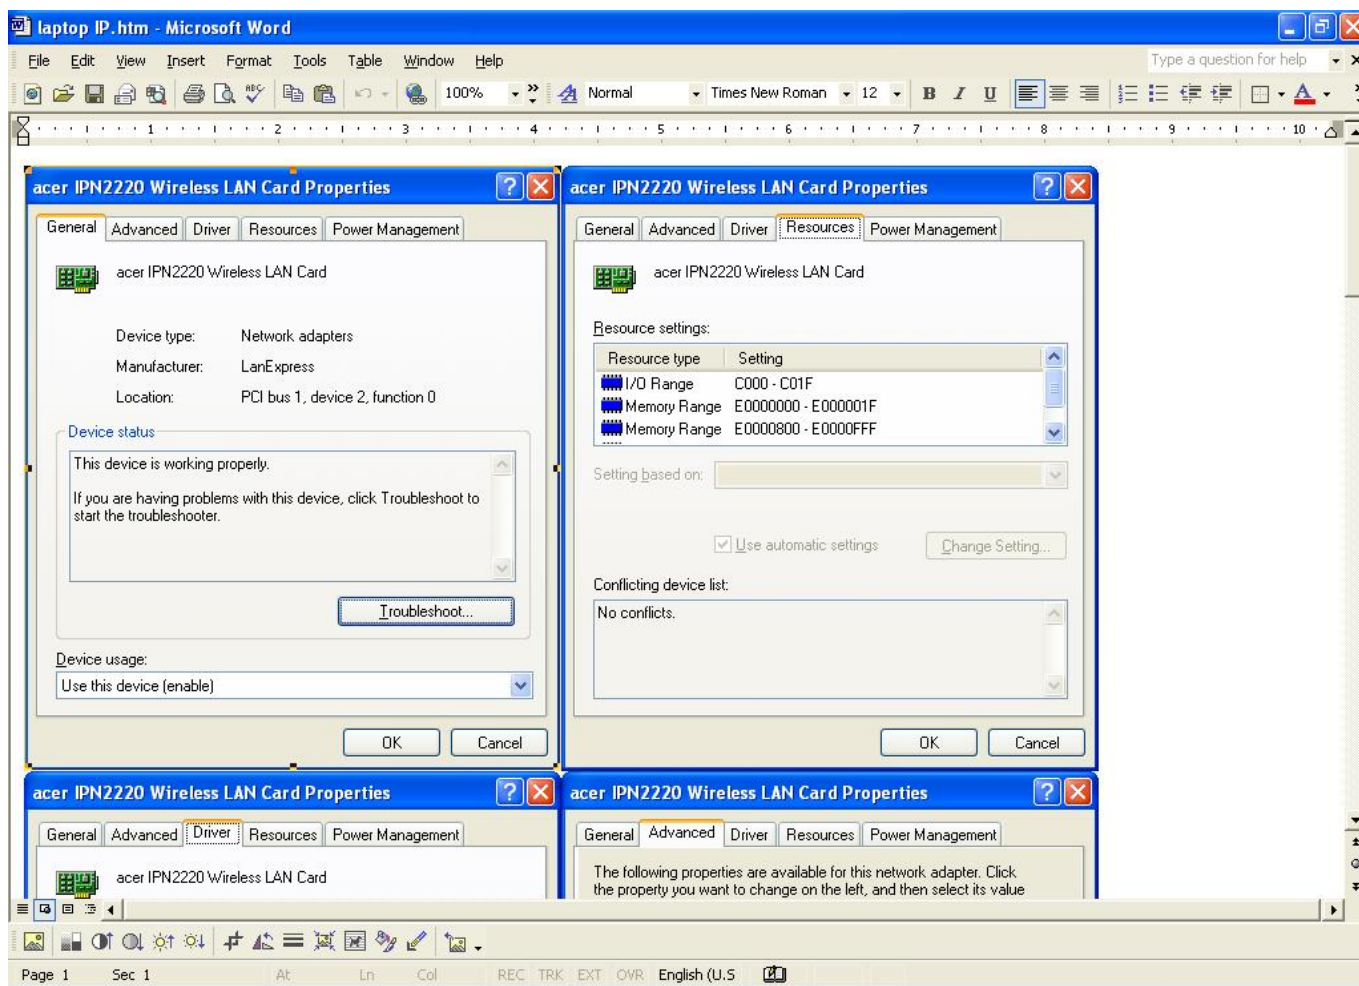 laptop IP.htm - Microsoft Word
File Edit View Insert Format Tools Table Window Help
Type a question for help
100% Normal Times New Roman 12 B I U A
1 2 3 4 5 6 7 8 9 10
acer IPN2220 Wireless LAN Card Properties
General Advanced Driver Resources Power Management
acer IPN2220 Wireless LAN Card
Device type: Network adapters
Manufacturer: LanExpress
Location: PCI bus 1, device 2, function 0
Device status
This device is working properly.
If you are having problems with this device, click Troubleshoot to
start the troubleshooter.
Troubleshoot...
Device usage:
Use this device (enable)
OK Cancel
acer IPN2220 Wireless LAN Card Properties
General Advanced Driver Resources Power Management
acer IPN2220 Wireless LAN Card
Resource settings:
Resource type Setting
I/O Range C000 - C01F
Memory Range E0000000 - E000001F
Memory Range E0000800 - E0000FFF
Setting based on:
Use automatic settings Change Setting...
Conflicting device list:
No conflicts.
OK Cancel
acer IPN2220 Wireless LAN Card Properties
General Advanced Driver Resources Power Management
acer IPN2220 Wireless LAN Card
acer IPN2220 Wireless LAN Card Properties
General Advanced Driver Resources Power Management
The following properties are available for this network adapter. Click
the property you want to change on the left, and then select its value
Page 1 Sec 1 At Ln Col REC TRK EXT OVR English (U.S